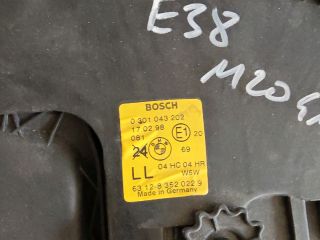 E38
BOSCH
0 301 043 202
17.02.98
081
E1 20
24 69
LL 04 HC 04 HR
W5W
63 12-8 352 022 9
Made in Germany